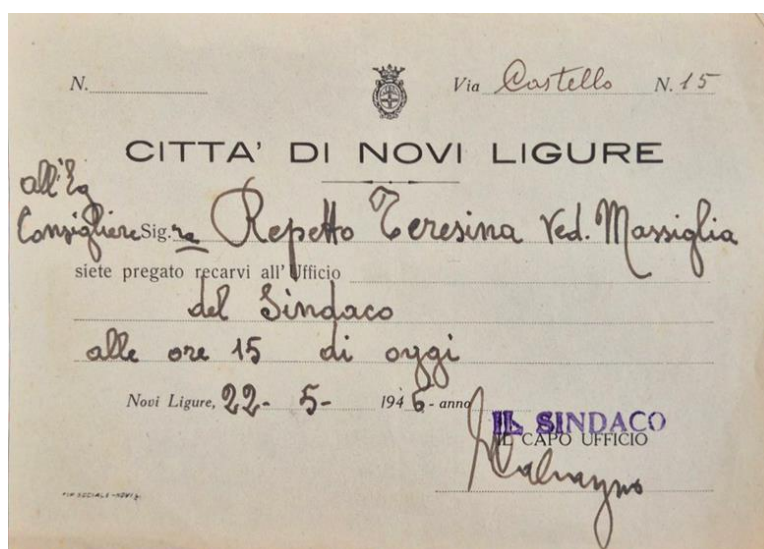 N.
Via Castello N. 15
CITTA' DI NOVI LIGURE
all'Eg
Consigliere Sig.ra Repetto Teresina Ved. Massiglia
siete pregato recarvi all'Ufficio
del Sindaco
alle ore 15 di oggi
Novi Ligure, 22- 5- 1946- anno
IL SINDACO
IL CAPO UFFICIO